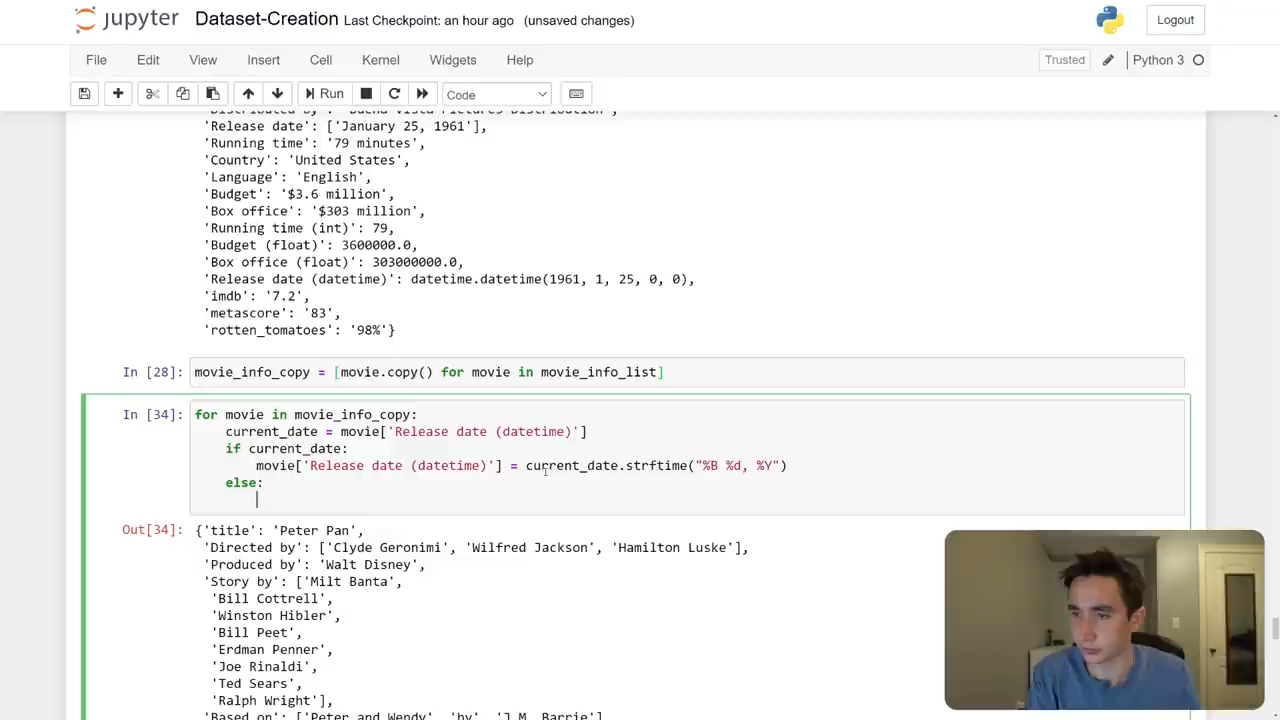 jupyter Dataset-Creation Last Checkpoint: an hour ago (unsaved changes) Logout
File Edit View Insert Cell Kernel Widgets Help Trusted Python 3
Run Code
'Release date': ['January 25, 1961'],
'Running time': '79 minutes',
'Country': 'United States',
'Language': 'English',
'Budget': '$3.6 million',
'Box office': '$303 million',
'Running time (int)': 79,
'Budget (float)': 3600000.0,
'Box office (float)': 303000000.0,
'Release date (datetime)': datetime.datetime(1961, 1, 25, 0, 0),
'imdb': '7.2',
'metascore': '83',
'rotten_tomatoes': '98%'}
In [28]: movie_info_copy = [movie.copy() for movie in movie_info_list]
In [34]: for movie in movie_info_copy:
current_date = movie['Release date (datetime)']
if current_date:
movie['Release date (datetime)'] = current_date.strftime("%B %d, %Y")
else:
Out[34]: {'title': 'Peter Pan',
'Directed by': ['Clyde Geronimi', 'Wilfred Jackson', 'Hamilton Luske'],
'Produced by': 'Walt Disney',
'Story by': ['Milt Banta',
'Bill Cottrell',
'Winston Hibler',
'Bill Peet',
'Erdman Penner',
'Joe Rinaldi',
'Ted Sears',
'Ralph Wright'],